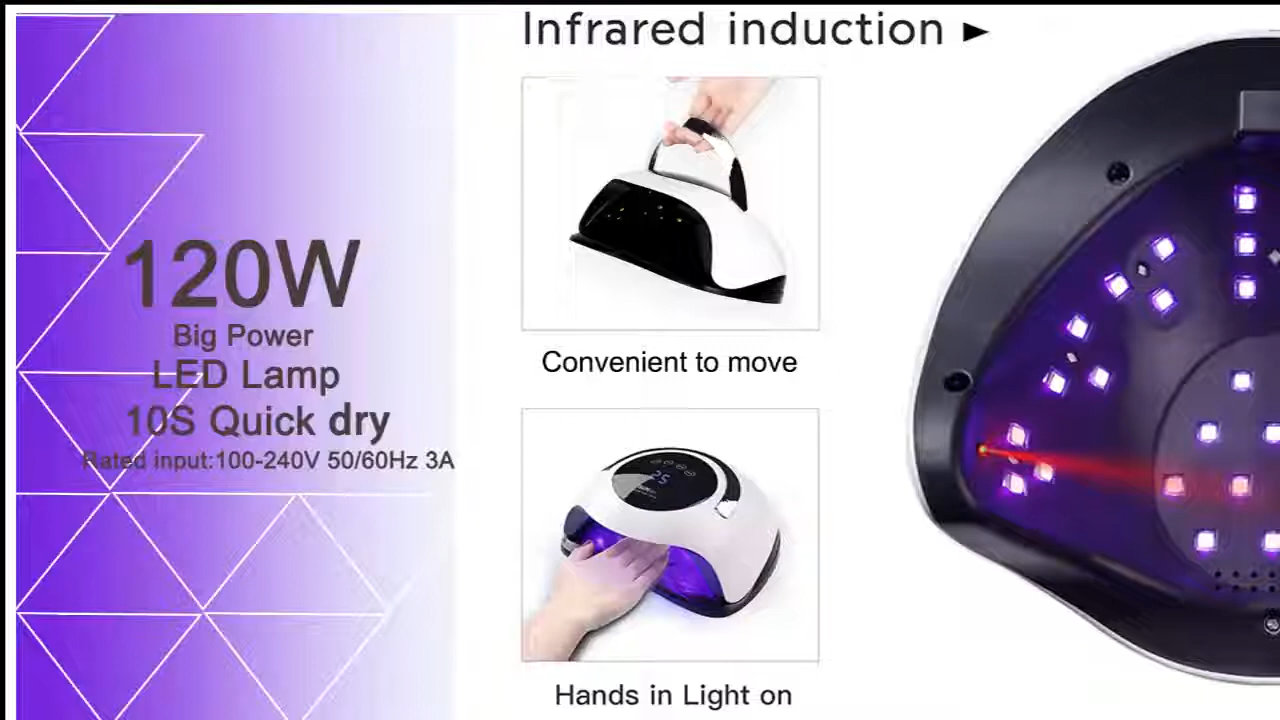 Infrared induction
120W
Big Power
LED Lamp
10S Quick dry
Rated input:100-240V 50/60Hz 3A
Convenient to move
25
Hands in Light on